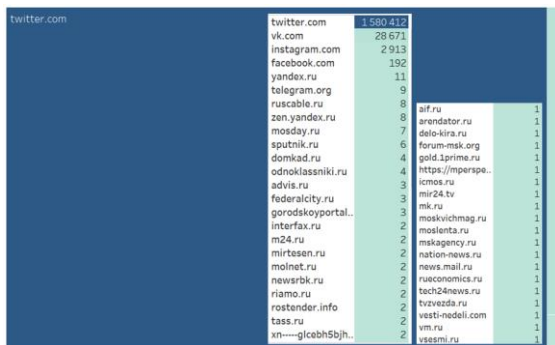 twitter.com
twitter.com 1 580 412
vk.com 28 671
instagram.com 2 913
facebook.com 192
yandex.ru 11
telegram.org 9
ruscable.ru 8
zen.yandex.ru 8
mosday.ru 7
sputnik.ru 6
domkad.ru 4
odnoklassniki.ru 4
advis.ru 3
federalcity.ru 3
gorodskoyportal.. 3
interfax.ru 2
m24.ru 2
mirtesen.ru 2
molnet.ru 2
newsrbk.ru 2
riamo.ru 2
rostender.info 2
tass.ru 2
xn-----glcebh5bjh.. 2
aif.ru 1
arendator.ru 1
delo-kira.ru 1
forum-msk.org 1
gold.1prime.ru 1
https://mperspe.. 1
icmos.ru 1
mir24.tv 1
mk.ru 1
moskvichmag.ru 1
moslenta.ru 1
mskagency.ru 1
nation-news.ru 1
news.mail.ru 1
rueconomics.ru 1
tech24news.ru 1
tvzvezda.ru 1
vesti-nedeli.com 1
vm.ru 1
vsesmi.ru 1